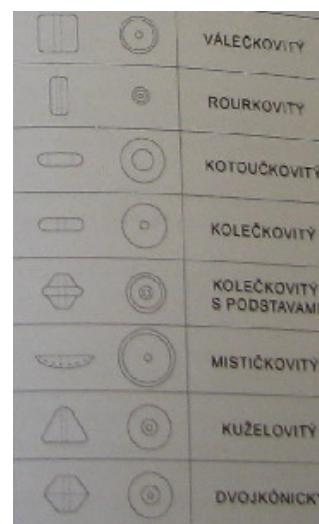 VÁLEČKOVITÝ
ROURKOVITÝ
KOTOUČKOVITÝ
KOLEČKOVITÝ
KOLEČKOVITÝ
S PODSTAVAMI
MISTIČKOVITÝ
KUŽELOVITÝ
DVOJKÓNICKÝ